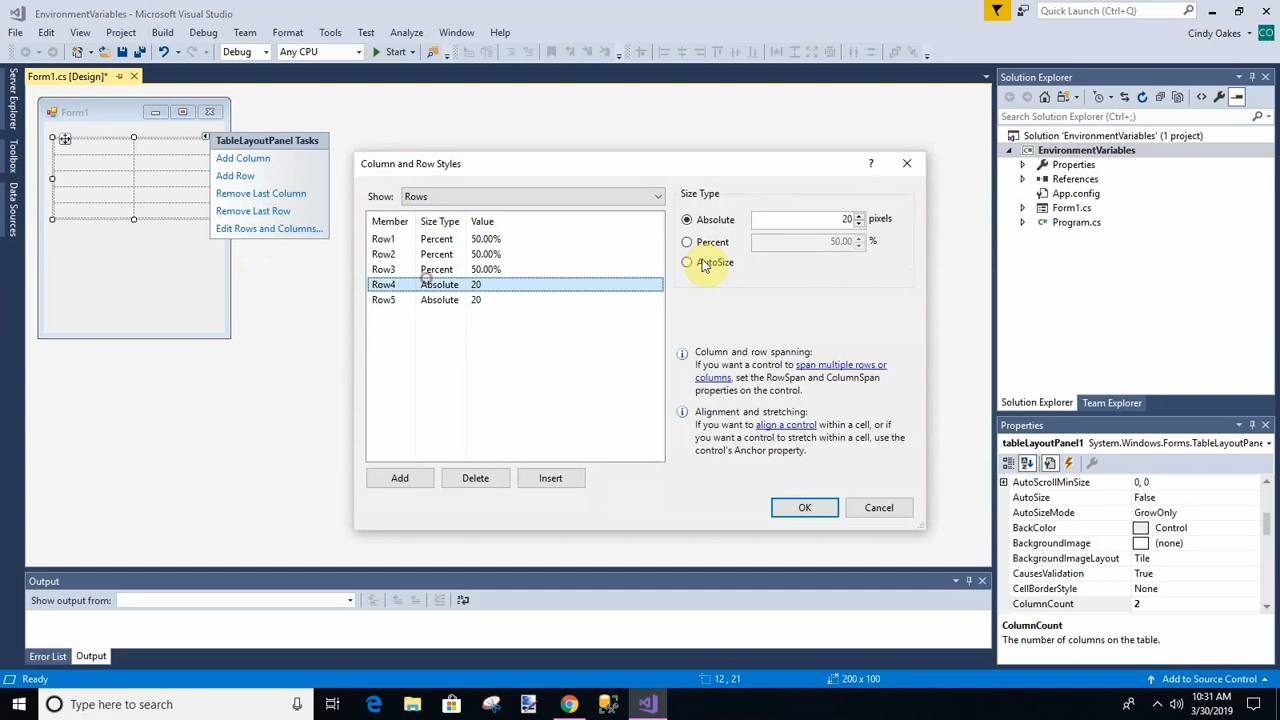 EnvironmentVariables - Microsoft Visual Studio
Quick Launch (Ctrl+Q)
File Edit View Project Build Debug Team Format Tools Test Analyze Window Help
Cindy Oakes CO
Debug Any CPU Start
Form1.cs [Design]*
Server Explorer
Toolbox
Data Sources
Form1
TableLayoutPanel Tasks
Add Column
Add Row
Remove Last Column
Remove Last Row
Edit Rows and Columns...
Column and Row Styles
Show: Rows
Member Size Type Value
Row1 Percent 50.00%
Row2 Percent 50.00%
Row3 Percent 50.00%
Row4 Absolute 20
Row5 Absolute 20
Add Delete Insert
Size Type
Absolute 20 pixels
Percent 50.00 %
AutoSize
Column and row spanning:
If you want a control to span multiple rows or
columns, set the RowSpan and ColumnSpan
properties on the control.
Alignment and stretching:
If you want to align a control within a cell, or if
you want a control to stretch within a cell, use the
control's Anchor property.
OK Cancel
Solution Explorer
Search Solution Explorer (Ctrl+;)
Solution 'EnvironmentVariables' (1 project)
EnvironmentVariables
Properties
References
App.config
Form1.cs
Program.cs
Solution Explorer Team Explorer
Properties
tableLayoutPanel1 System.Windows.Forms.TableLayoutPane
AutoScrollMinSize 0, 0
AutoSize False
AutoSizeMode GrowOnly
BackColor Control
BackgroundImage (none)
BackgroundImageLayout Tile
CausesValidation True
CellBorderStyle None
ColumnCount 2
ColumnCount
The number of columns on the table.
Output
Show output from:
Error List Output
Ready 12 , 21 200 x 100 Add to Source Control
Type here to search
10:31 AM
3/30/2019